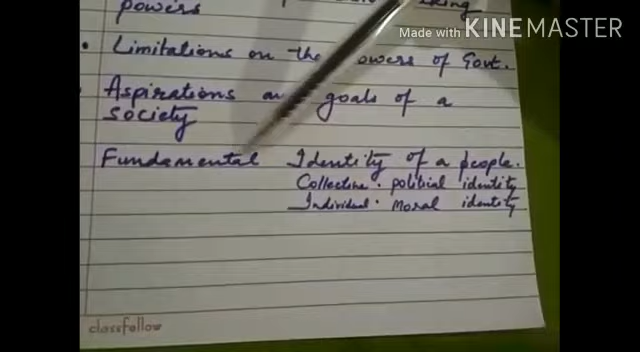 powers
Made with KINEMASTER
• Limitations on the owers of Govt.
Aspirations goals of a
society
Fundamental Identity of a people.
Collective. political identity
Individual. Moral identity
classfellow